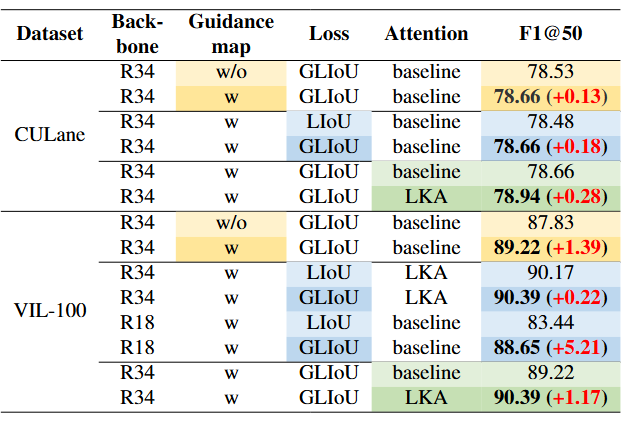 Dataset Back-bone Guidance map Loss Attention F1@50
CULane
R34 w/o GLIoU baseline 78.53
R34 w GLIoU baseline 78.66 (+0.13)
R34 w LIoU baseline 78.48
R34 w GLIoU baseline 78.66 (+0.18)
R34 w GLIoU baseline 78.66
R34 w GLIoU LKA 78.94 (+0.28)
VIL-100
R34 w/o GLIoU baseline 87.83
R34 w GLIoU baseline 89.22 (+1.39)
R34 w LIoU LKA 90.17
R34 w GLIoU LKA 90.39 (+0.22)
R18 w LIoU baseline 83.44
R18 w GLIoU baseline 88.65 (+5.21)
R34 w GLIoU baseline 89.22
R34 w GLIoU LKA 90.39 (+1.17)